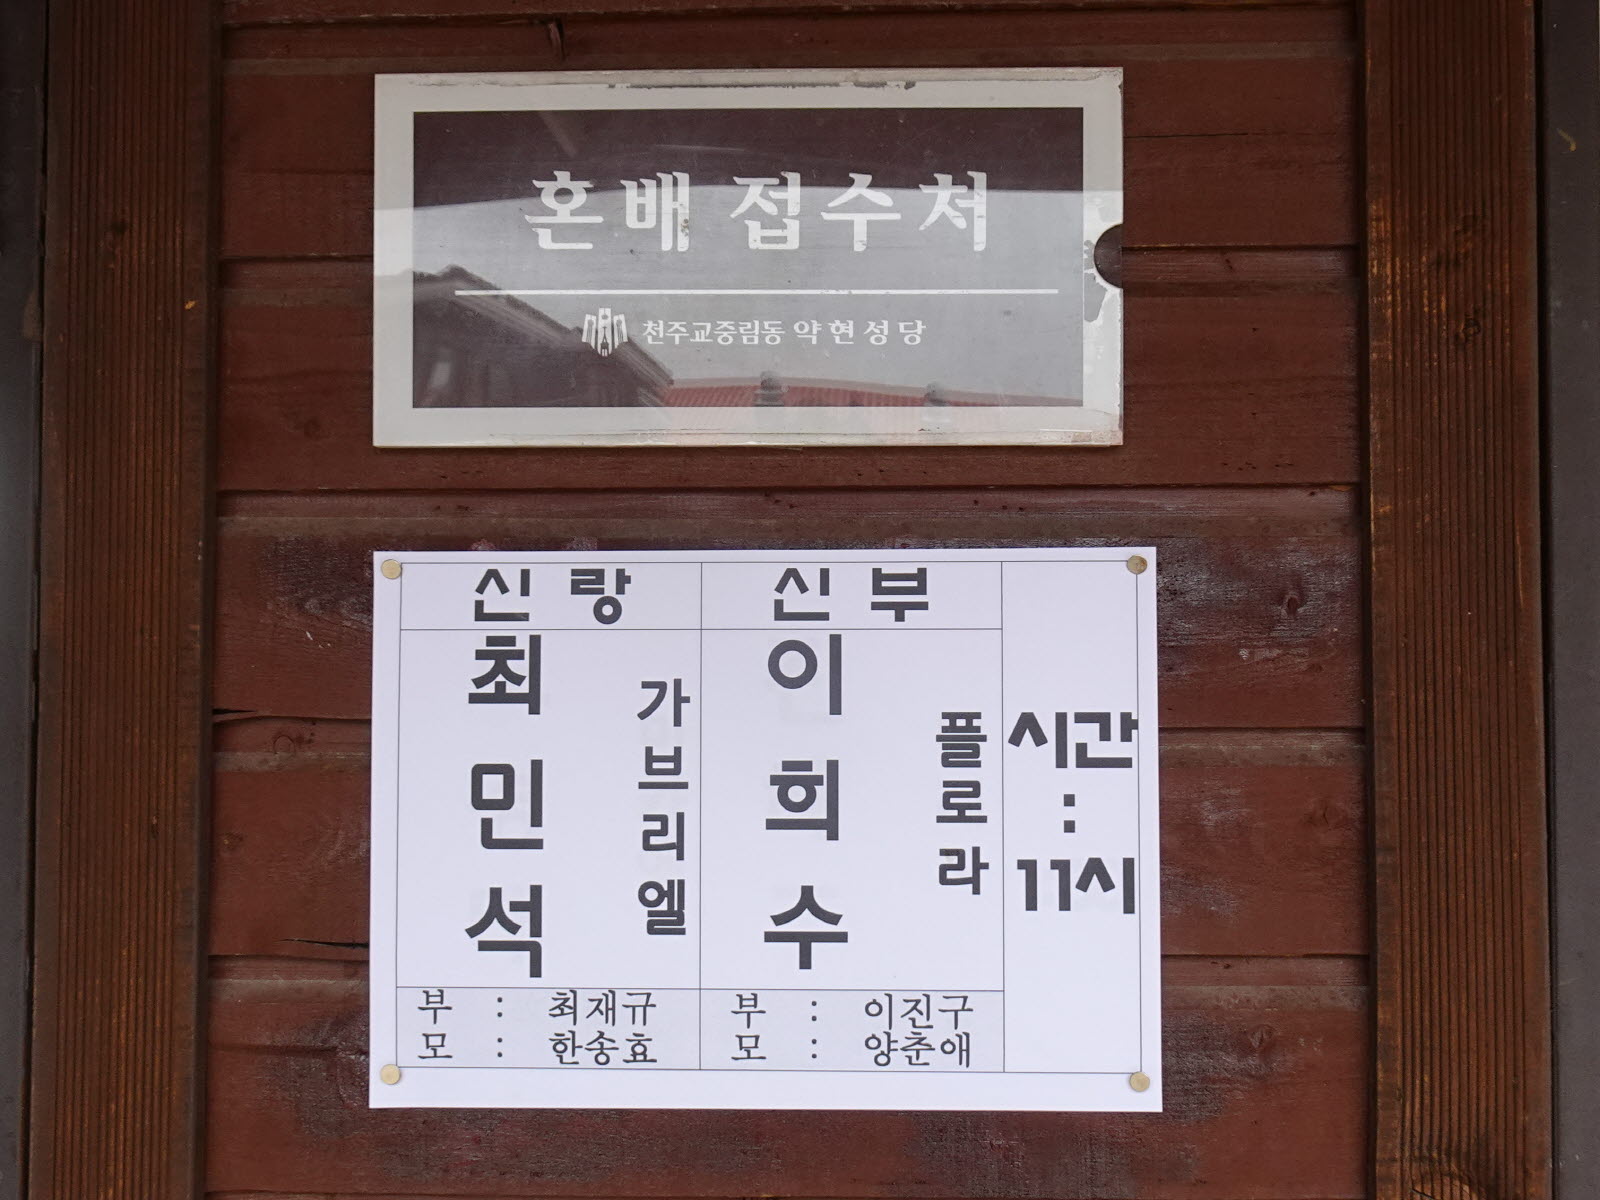 혼배 접수처
천주교중림동 약현성당
신랑
최민석
가브리엘
부 : 최재규
모 : 한송효
신부
이희수
플로라
부 : 이진구
모 : 양춘애
시간
:
11시